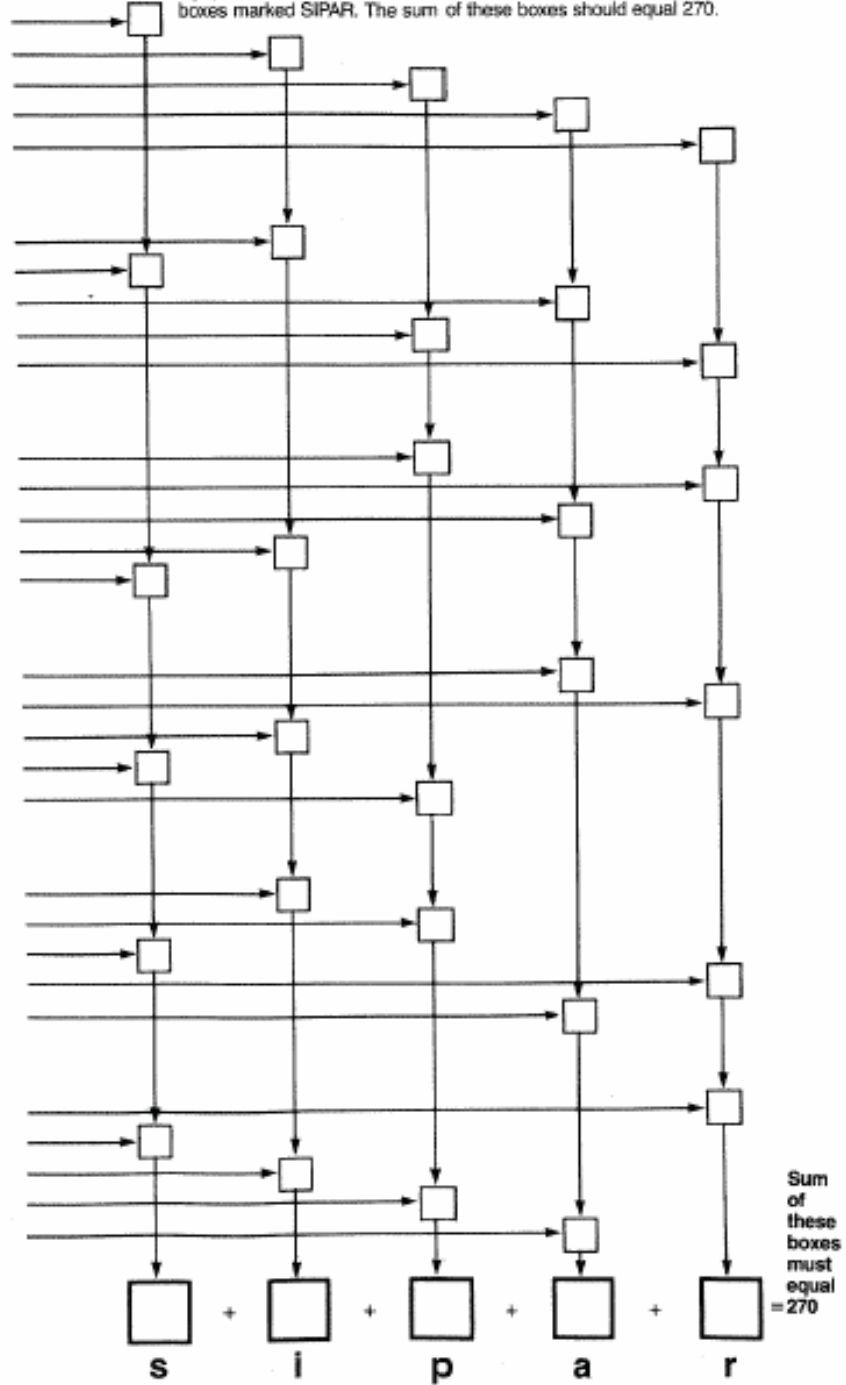 boxes marked SIPAR. The sum of these boxes should equal 270.
Sum
of
these
boxes
must
equal
+ + + + = 270
s i p a r